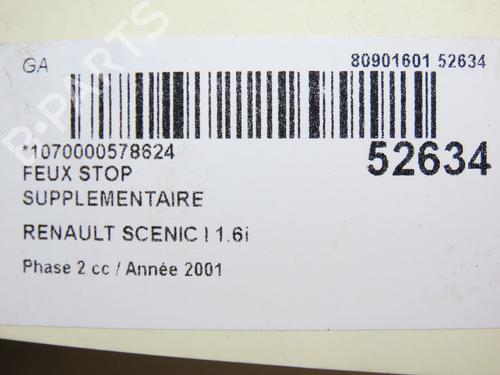 GA
80901601 52634
*1070000578624
52634
FEUX STOP
SUPPLEMENTAIRE
RENAULT SCENIC I 1.6i
Phase 2 cc / Année 2001
B-PARTS